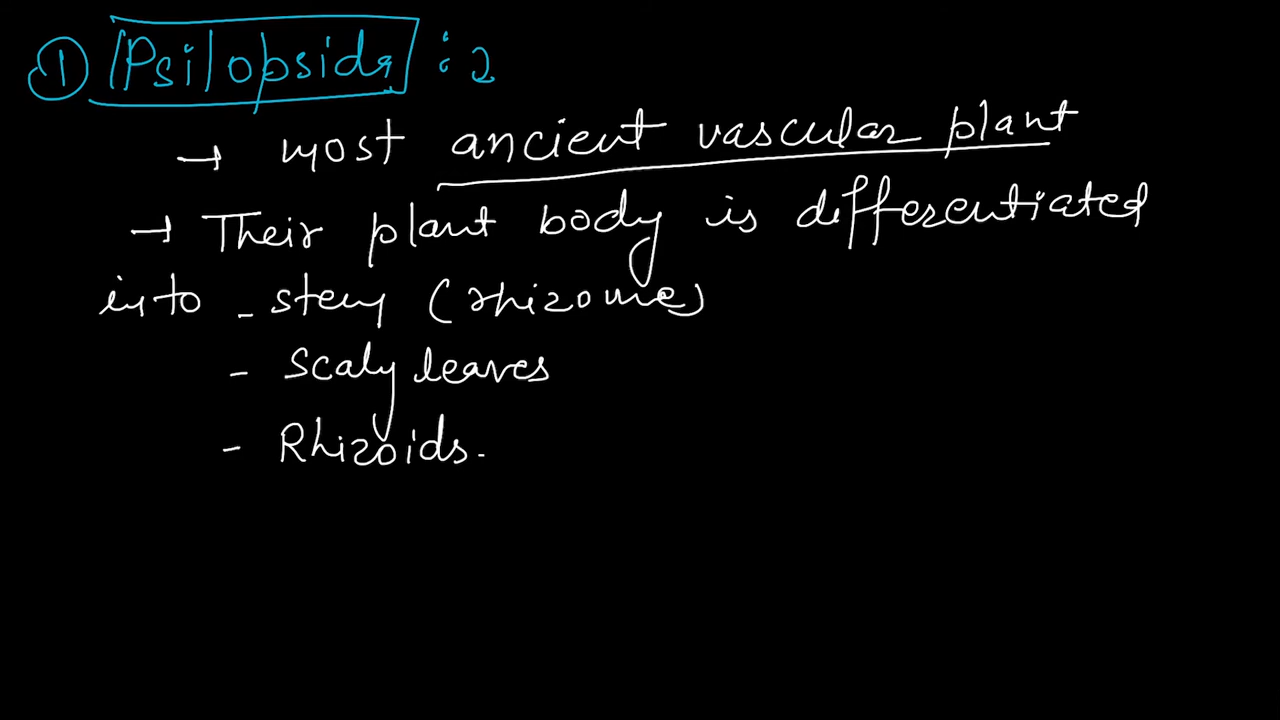 ① Psilopsida :-
→ most ancient vascular plant
→ Their plant body is differentiated
into - stem (rhizome)
- Scaly leaves
- Rhizoids.